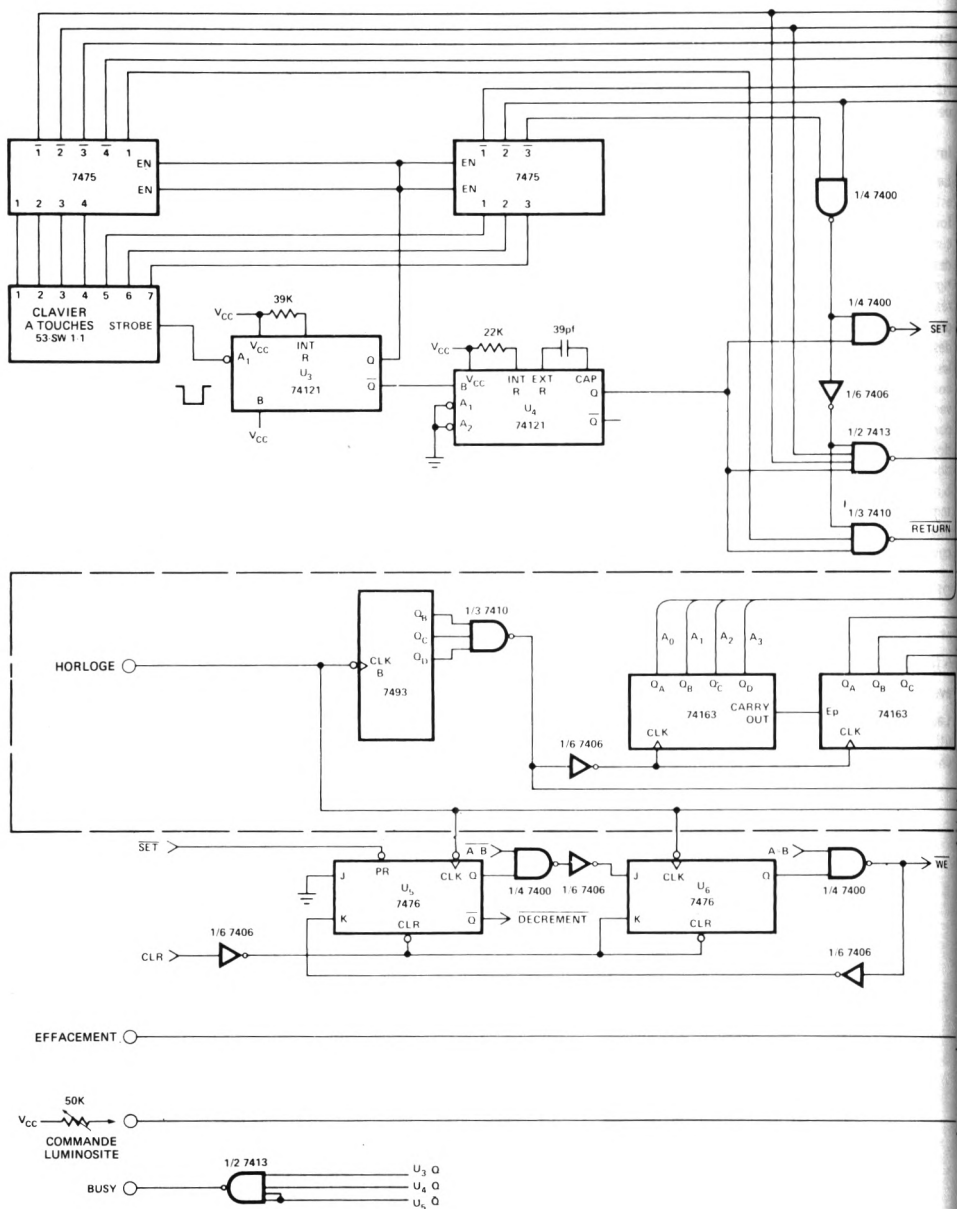 1̅ 2̅ 3̅ 4̅ 1
EN
7475
EN
1 2 3 4
1̅ 2̅ 3̅
EN
7475
EN
1 2 3
1/4 7400
1 2 3 4 5 6 7
CLAVIER
A TOUCHES
53-SW 1-1
STROBE
39K
VCC
VCC INT
R
A1
U3
74121
Q
Q̅
B
VCC
22K
39pf
VCC
B VCC INT EXT CAP
R R
Q
A1
A2
U4
74121
Q̅
1/4 7400
S̅E̅T̅
1/6 7406
1/2 7413
1/3 7410
R̅E̅T̅U̅R̅N̅
HORLOGE
CLK
B
7493
QB
QC
QD
1/3 7410
A0 A1 A2 A3
QA QB QC QD
74163
CARRY
OUT
CLK
QA QB QC
Ep
74163
CLK
1/6 7406
S̅E̅T̅
PR
CLK
J
Q
U5
7476
K
Q̅
CLR
A̅ ̅B̅
1/4 7400
1/6 7406
D̅E̅C̅R̅E̅M̅E̅N̅T̅
J
CLK
Q
U6
7476
K
CLR
A-B
1/4 7400
W̅E̅
CLR
1/6 7406
1/6 7406
EFFACEMENT
50K
VCC
COMMANDE
LUMINOSITE
1/2 7413
BUSY
U3 Q
U4 Q
U5 Q